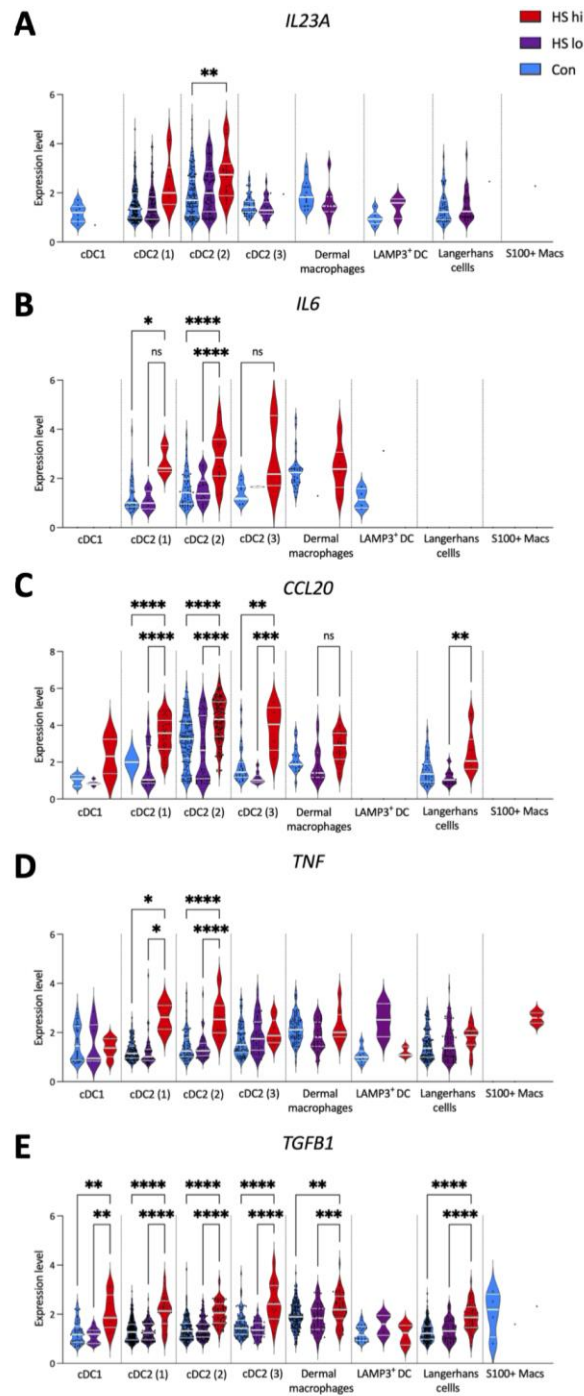 A
IL23A
HS hi
HS lo
Con
**
Expression level
6
4
2
0
cDC1
cDC2 (1)
cDC2 (2)
cDC2 (3)
Dermal
macrophages
LAMP3+ DC
Langerhans
cellls
S100+ Macs
B
IL6
*
****
ns
****
ns
Expression level
6
4
2
0
cDC1
cDC2 (1)
cDC2 (2)
cDC2 (3)
Dermal
macrophages
LAMP3+ DC
Langerhans
cellls
S100+ Macs
C
CCL20
****
****
**
****
****
***
ns
**
Expression level
8
6
4
2
0
cDC1
cDC2 (1)
cDC2 (2)
cDC2 (3)
Dermal
macrophages
LAMP3+ DC
Langerhans
cellls
S100+ Macs
D
TNF
*
****
*
****
Expression level
6
4
2
0
cDC1
cDC2 (1)
cDC2 (2)
cDC2 (3)
Dermal
macrophages
LAMP3+ DC
Langerhans
cellls
S100+ Macs
E
TGFB1
**
****
****
****
**
****
**
****
****
****
***
****
Expression level
6
4
2
0
cDC1
cDC2 (1)
cDC2 (2)
cDC2 (3)
Dermal
macrophages
LAMP3+ DC
Langerhans
cellls
S100+ Macs